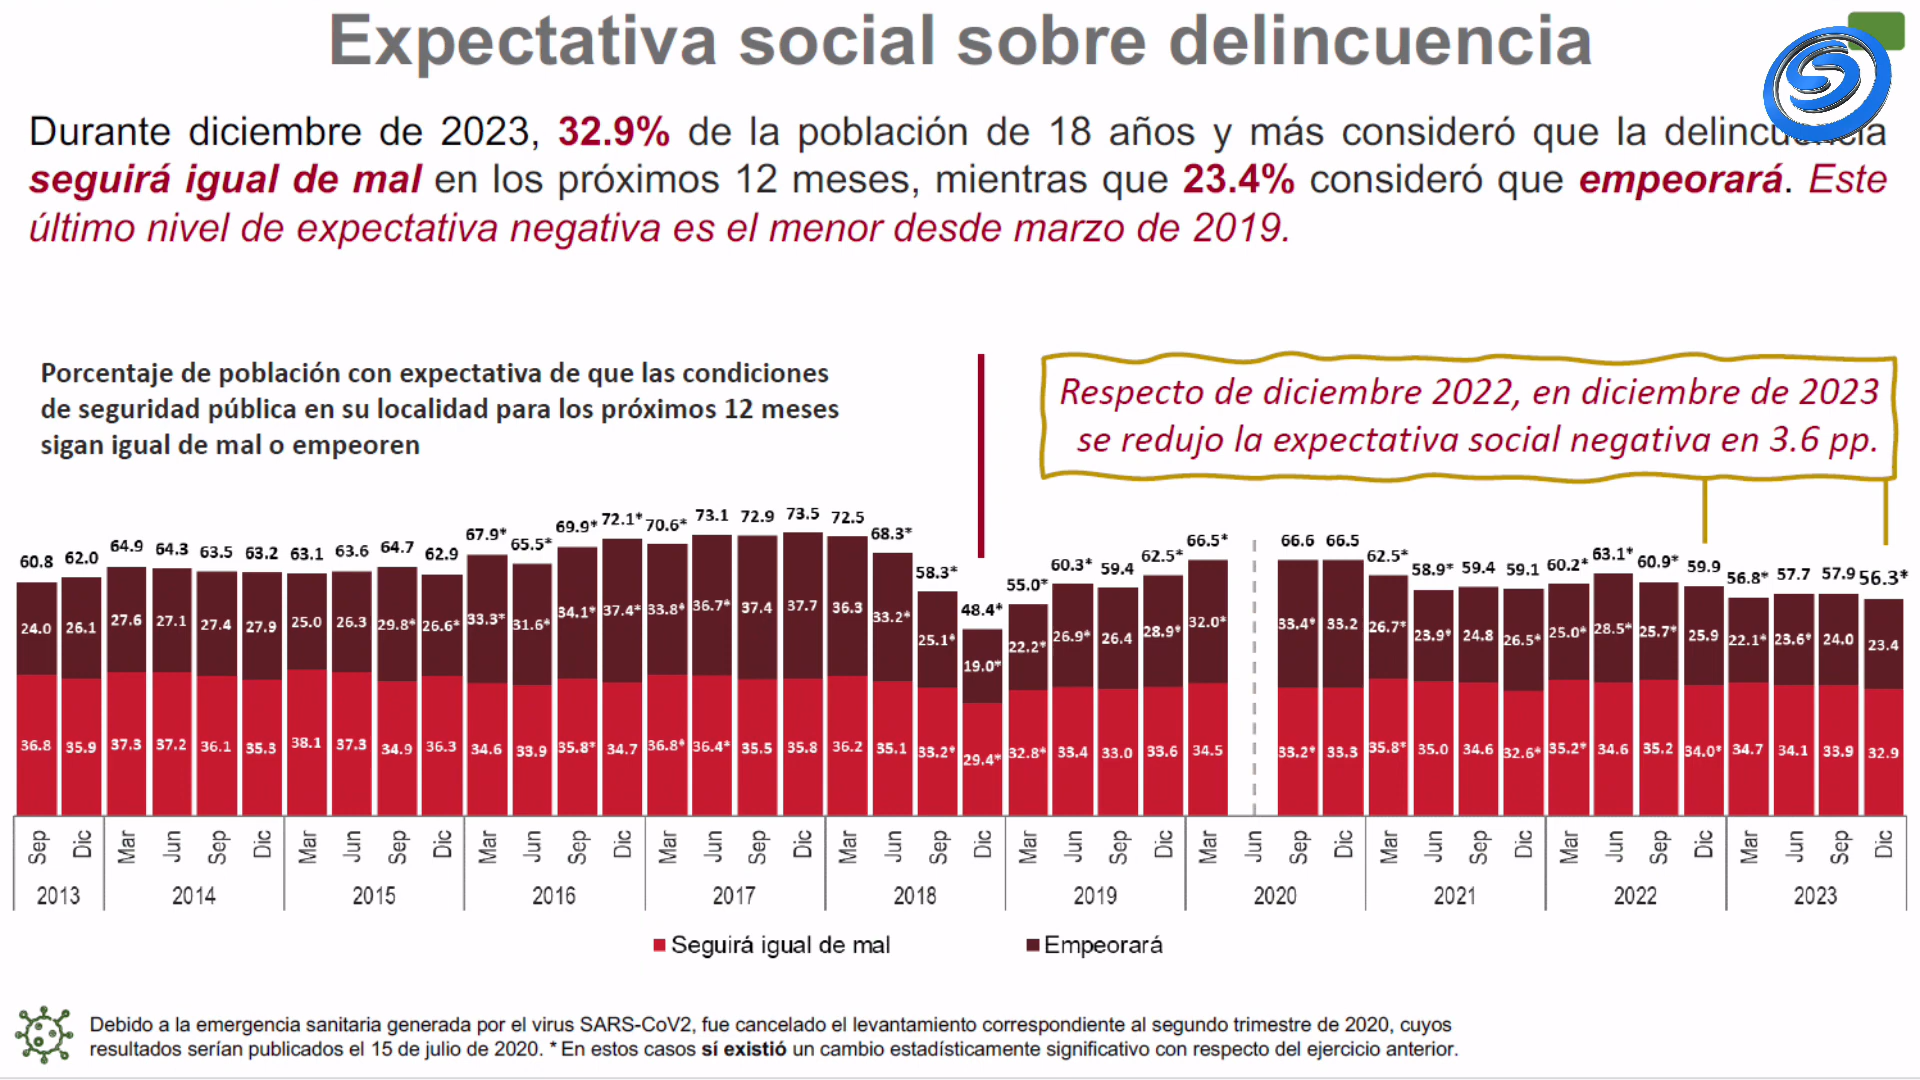 Expectativa social sobre delincuencia
Durante diciembre de 2023, 32.9% de la población de 18 años y más consideró que la
seguirá igual de mal en los próximos 12 meses, mientras que 23.4% consideró que empeorará. Este
último nivel de expectativa negativa es el menor desde marzo de 2019.
Porcentaje de población con expectativa de que las condiciones
de seguridad pública en su localidad para los próximos 12 meses
sigan igual de mal o empeoren
Respecto de diciembre 2022, en diciembre de 2023
se redujo la expectativa social negativa en 3.6 pp.
60.8 62.0 64.9 64.3 63.5 63.2 63.1 63.6 64.7 62.9 67.9* 65.5* 69.9* 72.1* 70.6* 73.1 72.9 73.5 72.5 68.3* 58.3* 48.4* 55.0* 60.3* 59.4 62.5* 66.5* 66.6 66.5 62.5* 58.9* 59.4 59.1 60.2* 63.1* 60.9* 59.9 56.8* 57.7 57.9 56.3*
24.0 26.1 27.6 27.1 27.4 27.9 25.0 26.3 29.8* 26.6* 33.3* 31.6* 34.1* 37.4* 33.8* 36.7* 37.4 37.7 36.3 33.2* 25.1* 19.0* 22.2* 26.9* 26.4 28.9* 32.0* 33.4* 33.2 26.7* 23.9* 24.8 26.5* 25.0* 28.5* 25.7* 25.9 22.1* 23.6* 24.0 23.4
36.8 35.9 37.3 37.2 36.1 35.3 38.1 37.3 34.9 36.3 34.6 33.9 35.8* 34.7 36.8* 36.4* 35.5 35.8 36.2 35.1 33.2* 29.4* 32.8* 33.4 33.0 33.6 34.5 33.2* 33.3 35.8* 35.0 34.6 32.6* 35.2* 34.6 35.2 34.0* 34.7 34.1 33.9 32.9
Sep Dic Mar Jun Sep Dic Mar Jun Sep Dic Mar Jun Sep Dic Mar Jun Sep Dic Mar Jun Sep Dic Mar Jun Sep Dic Mar Jun Sep Dic Mar Jun Sep Dic Mar Jun Sep Dic Mar Jun Sep Dic
2013 2014 2015 2016 2017 2018 2019 2020 2021 2022 2023
Seguirá igual de mal Empeorará
Debido a la emergencia sanitaria generada por el virus SARS-CoV2, fue cancelado el levantamiento correspondiente al segundo trimestre de 2020, cuyos
resultados serían publicados el 15 de julio de 2020. * En estos casos sí existió un cambio estadísticamente significativo con respecto del ejercicio anterior.